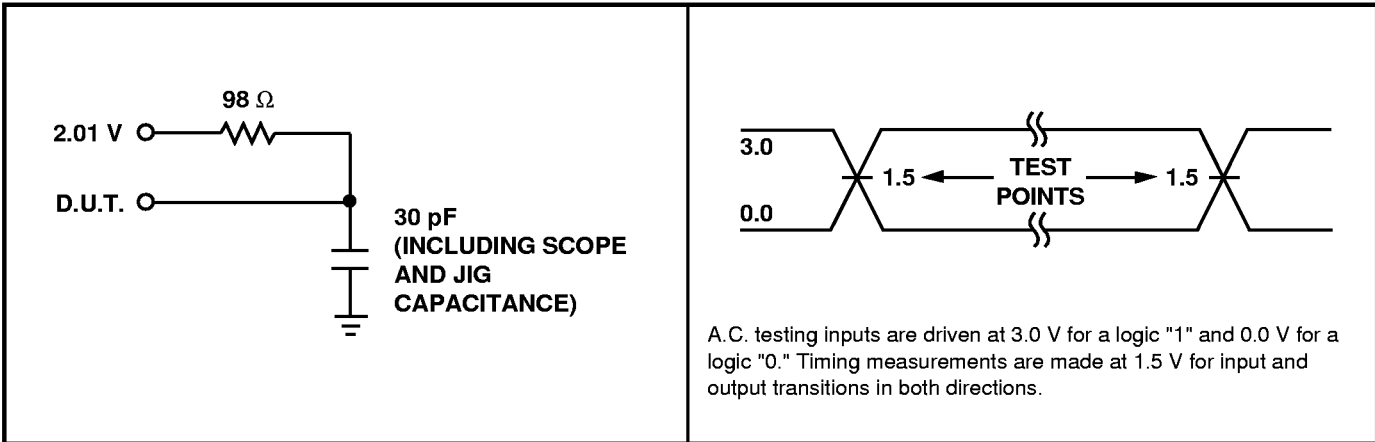 98 Ω
2.01 V
D.U.T.
30 pF
(INCLUDING SCOPE
AND JIG
CAPACITANCE)
3.0
0.0
1.5
TEST
POINTS
1.5
A.C. testing inputs are driven at 3.0 V for a logic "1" and 0.0 V for a
logic "0." Timing measurements are made at 1.5 V for input and
output transitions in both directions.